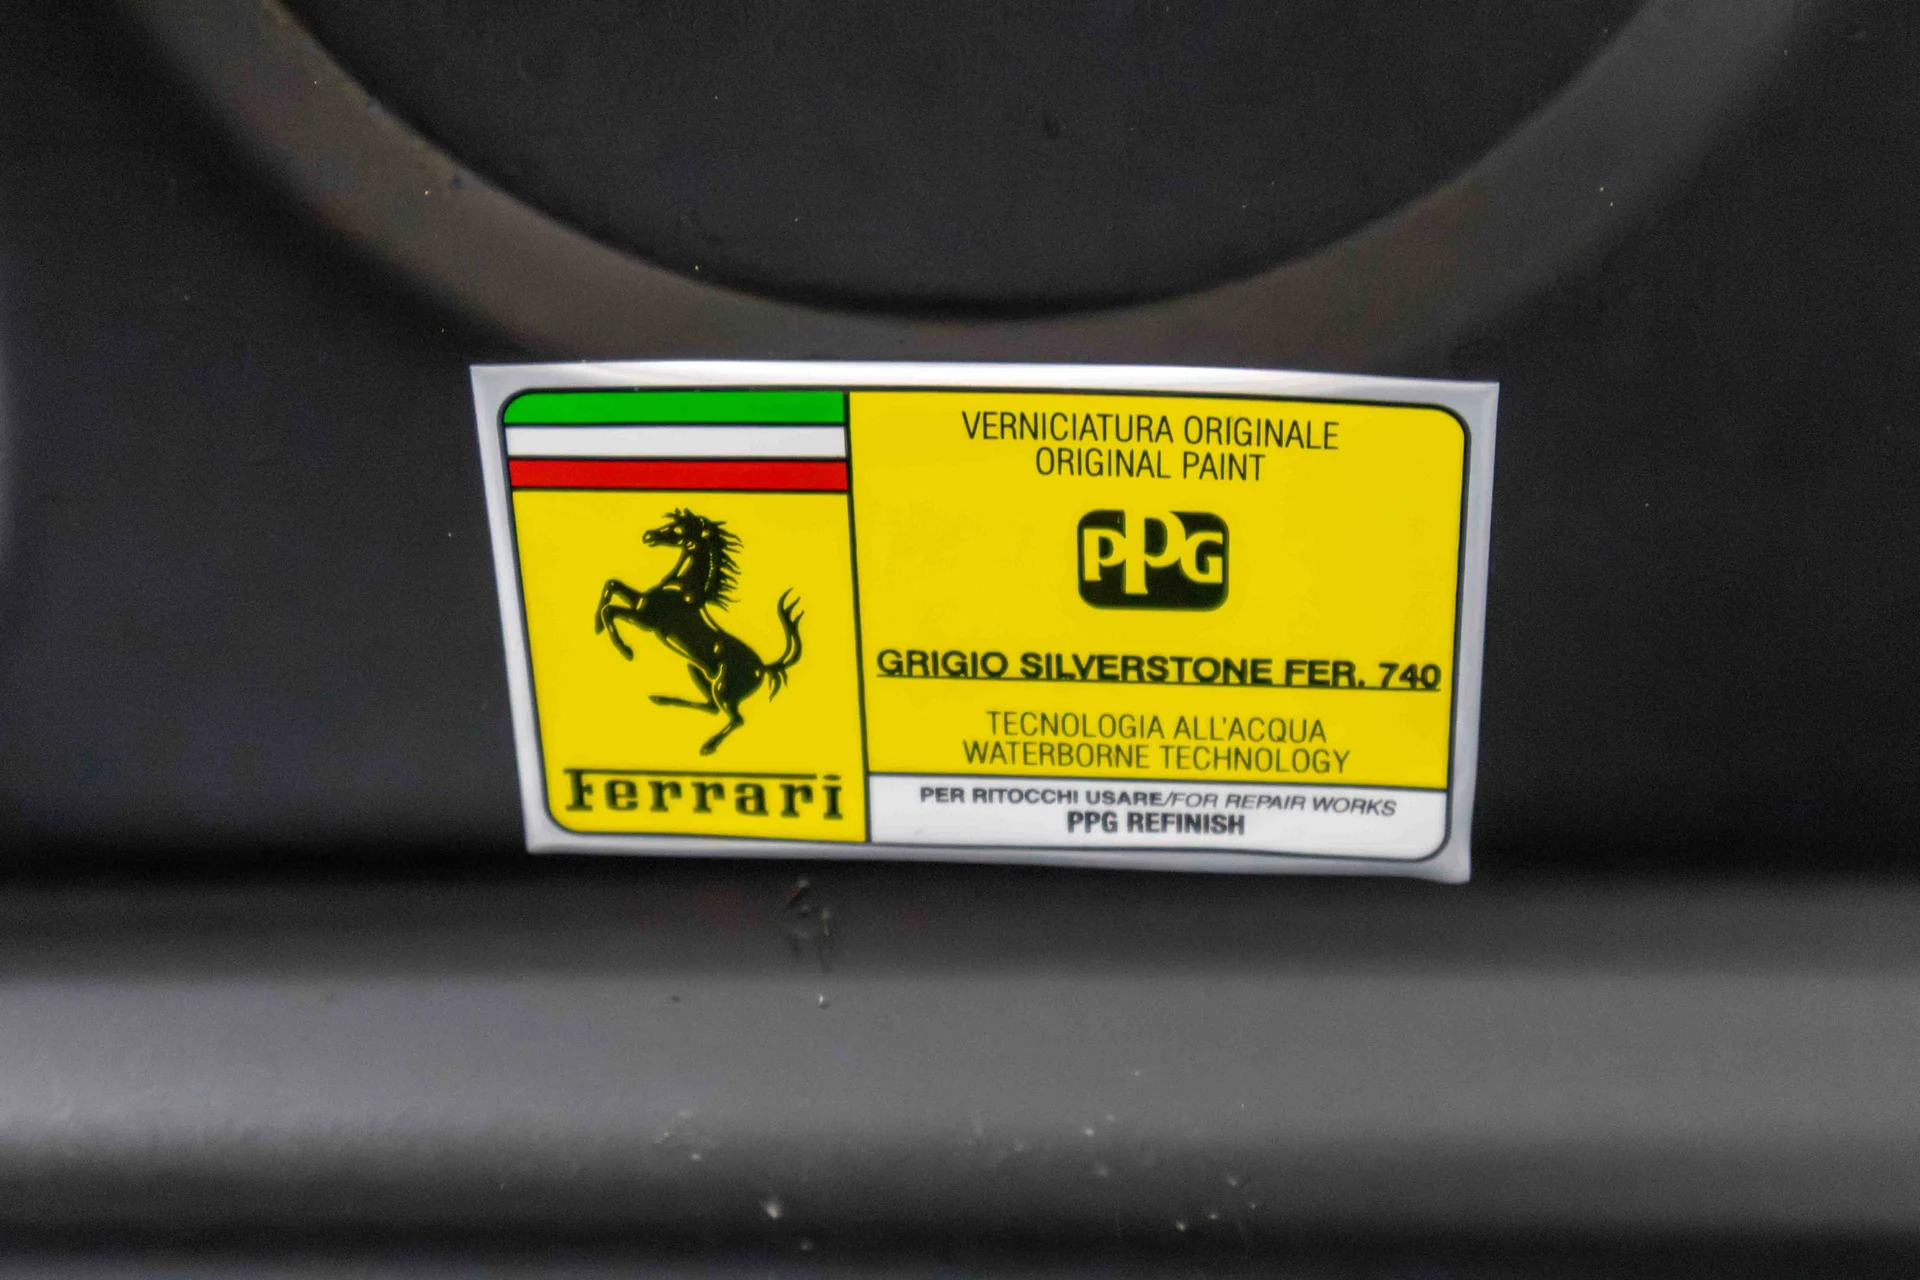 VERNICIATURA ORIGINALE
ORIGINAL PAINT
PPG
GRIGIO SILVERSTONE FER. 740
TECNOLOGIA ALL'ACQUA
WATERBORNE TECHNOLOGY
PER RITOCCHI USARE/FOR REPAIR WORKS
PPG REFINISH
Ferrari